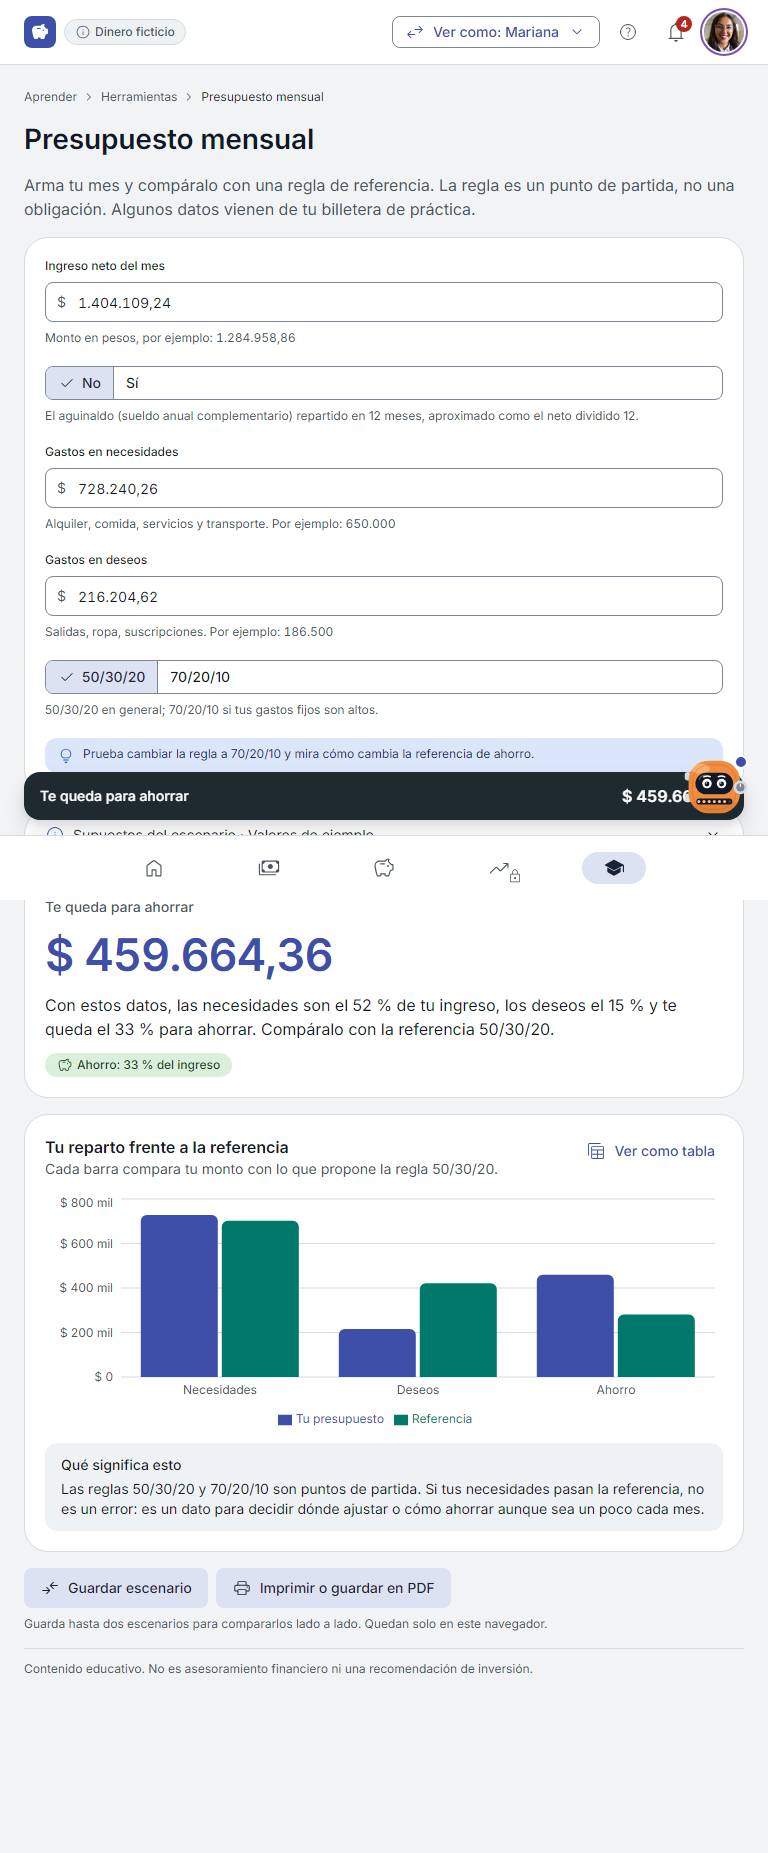 Dinero ficticio
Ver como: Mariana
4
Aprender
Herramientas
Presupuesto mensual
Presupuesto mensual
Arma tu mes y compáralo con una regla de referencia. La regla es un punto de partida, no una
obligación. Algunos datos vienen de tu billetera de práctica.
Ingreso neto del mes
$ 1.404.109,24
Monto en pesos, por ejemplo: 1.284.958,86
No
Sí
El aguinaldo (sueldo anual complementario) repartido en 12 meses, aproximado como el neto dividido 12.
Gastos en necesidades
$ 728.240,26
Alquiler, comida, servicios y transporte. Por ejemplo: 650.000
Gastos en deseos
$ 216.204,62
Salidas, ropa, suscripciones. Por ejemplo: 186.500
50/30/20
70/20/10
50/30/20 en general; 70/20/10 si tus gastos fijos son altos.
Prueba cambiar la regla a 70/20/10 y mira cómo cambia la referencia de ahorro.
Te queda para ahorrar
$ 459.66
Supuestos del escenario · Valores de ejemplo
Te queda para ahorrar
$ 459.664,36
Con estos datos, las necesidades son el 52 % de tu ingreso, los deseos el 15 % y te
queda el 33 % para ahorrar. Compáralo con la referencia 50/30/20.
Ahorro: 33 % del ingreso
Tu reparto frente a la referencia
Ver como tabla
Cada barra compara tu monto con lo que propone la regla 50/30/20.
$ 800 mil
$ 600 mil
$ 400 mil
$ 200 mil
$ 0
Necesidades
Deseos
Ahorro
Tu presupuesto
Referencia
Qué significa esto
Las reglas 50/30/20 y 70/20/10 son puntos de partida. Si tus necesidades pasan la referencia, no
es un error: es un dato para decidir dónde ajustar o cómo ahorrar aunque sea un poco cada mes.
Guardar escenario
Imprimir o guardar en PDF
Guarda hasta dos escenarios para compararlos lado a lado. Quedan solo en este navegador.
Contenido educativo. No es asesoramiento financiero ni una recomendación de inversión.